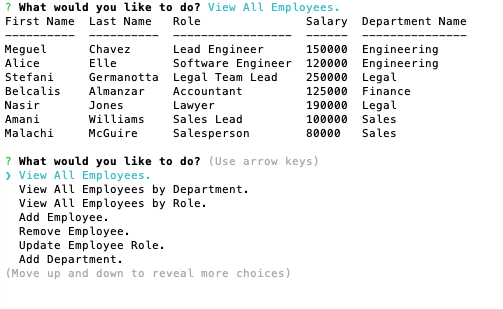 ? What would you like to do? View All Employees.
First Name  Last Name  Role               Salary  Department Name
----------  ---------  -----------------  ------  ---------------
Meguel      Chavez     Lead Engineer      150000  Engineering
Alice       Elle       Software Engineer  120000  Engineering
Stefani     Germanotta Legal Team Lead    250000  Legal
Belcalis    Almanzar   Accountant         125000  Finance
Nasir       Jones      Lawyer             190000  Legal
Amani       Williams   Sales Lead         100000  Sales
Malachi     McGuire    Salesperson        80000   Sales
? What would you like to do? (Use arrow keys)
❯ View All Employees.
View All Employees by Department.
View All Employees by Role.
Add Employee.
Remove Employee.
Update Employee Role.
Add Department.
(Move up and down to reveal more choices)